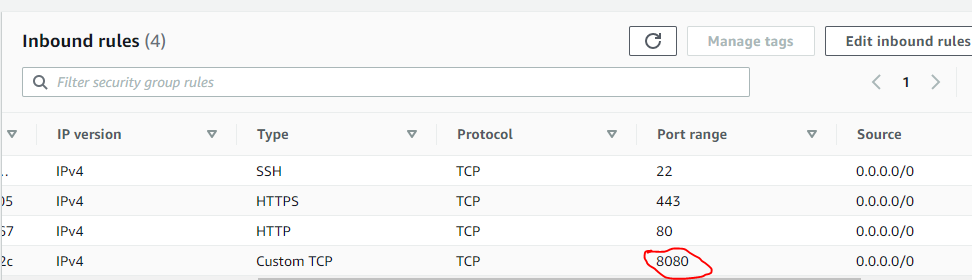 Inbound rules (4)
Manage tags
Edit inbound rules
Filter security group rules
1
IP version Type Protocol Port range Source
.. IPv4 SSH TCP 22 0.0.0.0/0
05 IPv4 HTTPS TCP 443 0.0.0.0/0
67 IPv4 HTTP TCP 80 0.0.0.0/0
2c IPv4 Custom TCP TCP 8080 0.0.0.0/0